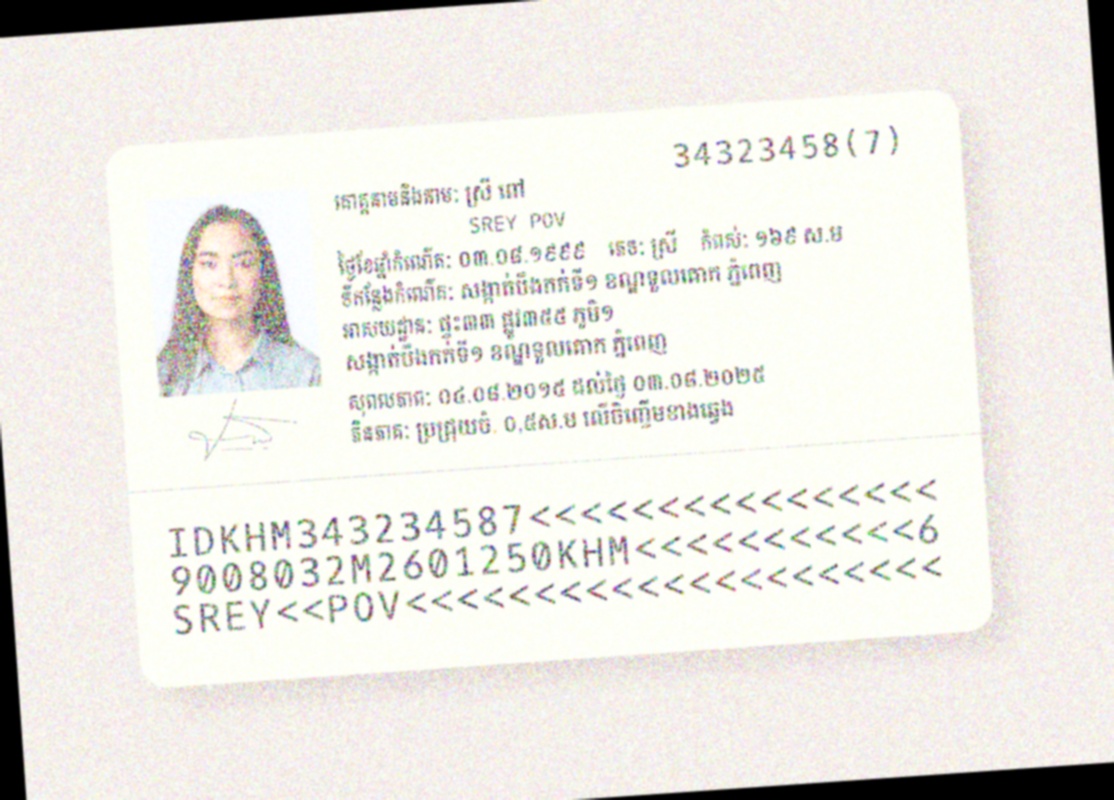 34323458(7)
គោត្តនាមនិងនាម: ស្រី ពៅ
SREY POV
ថ្ងៃខែឆ្នាំកំណើត: ០៣.០៨.១៩៩៩ ភេទ: ស្រី កំពស់: ១៦៩ ស.ម
ទីកន្លែងកំណើត: សង្កាត់បឹងកក់ទី១ ខណ្ឌទួលគោក ភ្នំពេញ
អាសយដ្ឋាន: ផ្ទះ៣៣ ផ្លូវ៣៥៥ ភូមិ១
សង្កាត់បឹងកក់ទី១ ខណ្ឌទួលគោក ភ្នំពេញ
សុពលភាព: ០៤.០៨.២០១៥ ដល់ថ្ងៃ ០៣.០៨.២០២៥
ភិនភាគ: ប្រជ្រុយចំ. ០,៥ស.ប លើចិញ្ចើមខាងឆ្វេង
IDKHM343234587<<<<<<<<<<<<<<<<
9008032M2601250KHM<<<<<<<<<<<6
SREY<<POV<<<<<<<<<<<<<<<<<<<<<